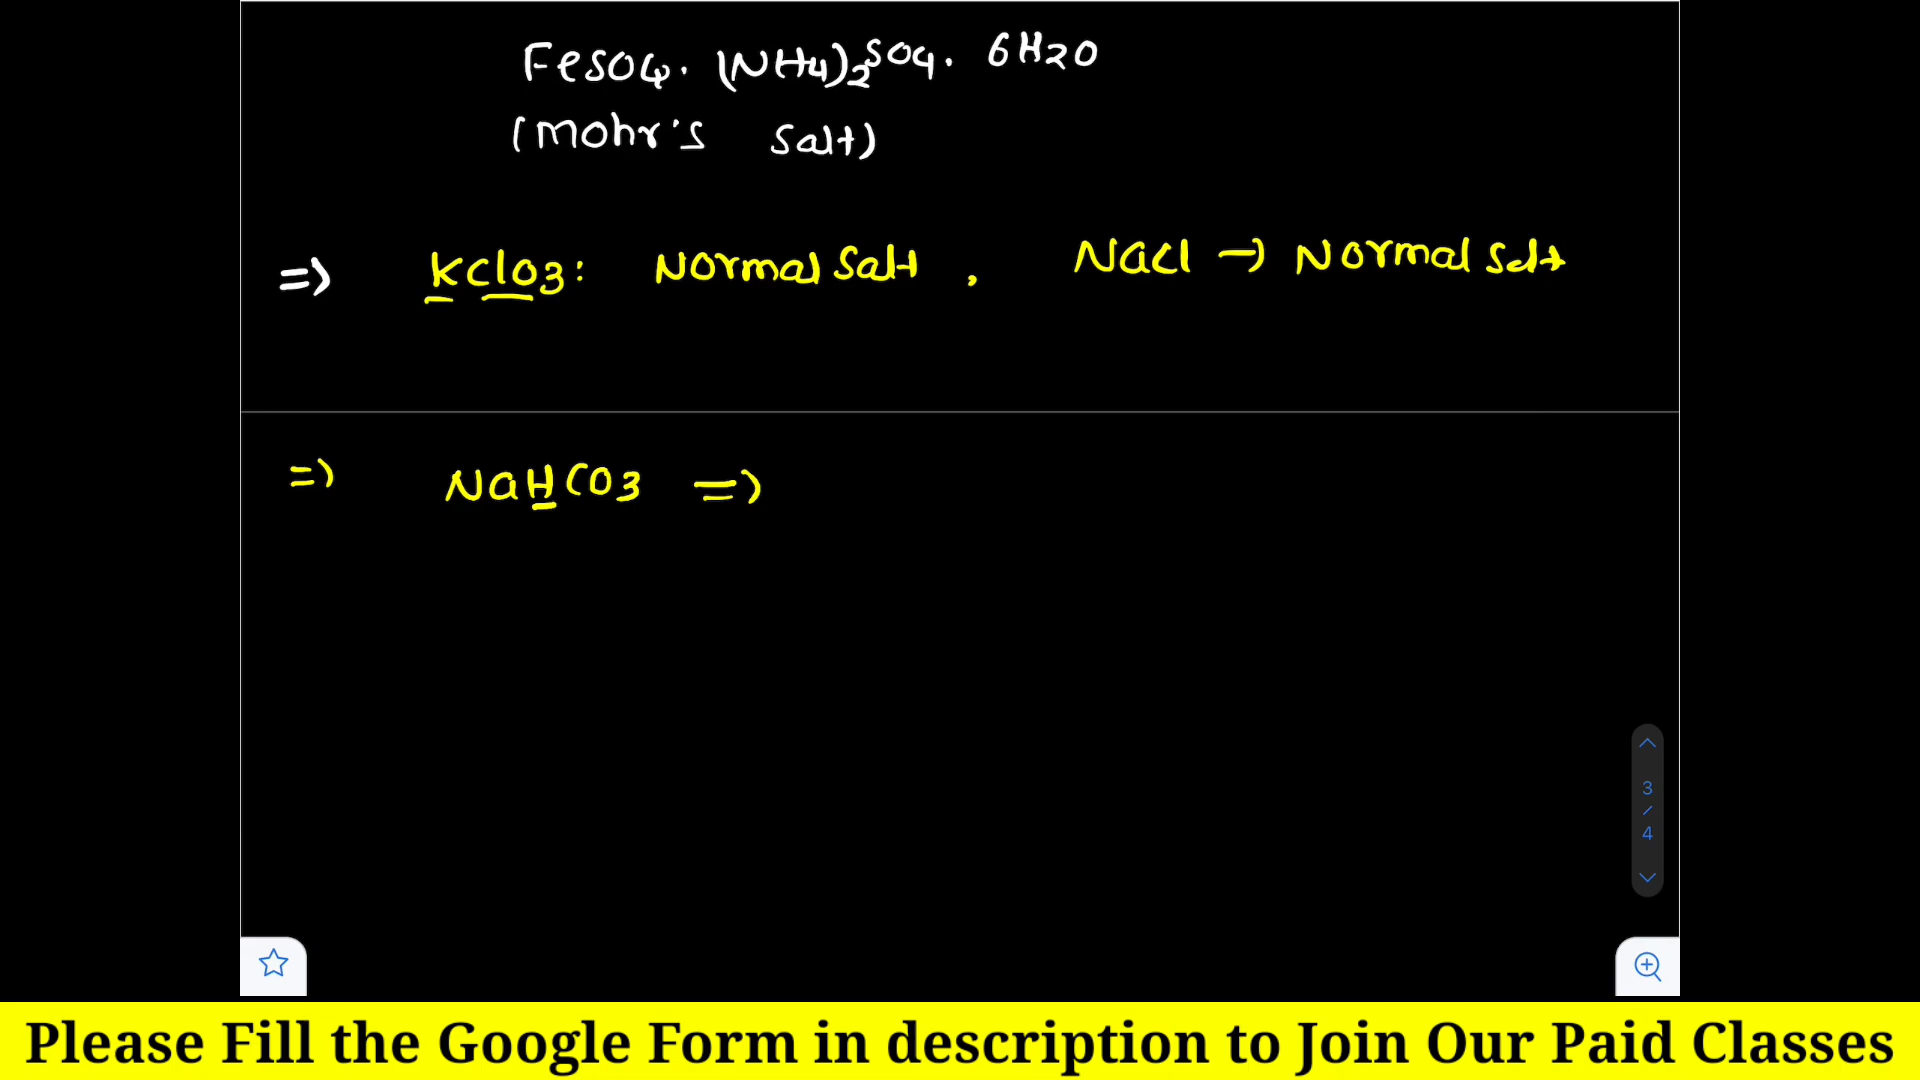 FeSO4. (NH4)2SO4. 6H2O
(mohr's salt)
=> KClO3: Normal Salt , NaCl → Normal Salt
=> NaHCO3 =>
3
/
4
Please Fill the Google Form in description to Join Our Paid Classes